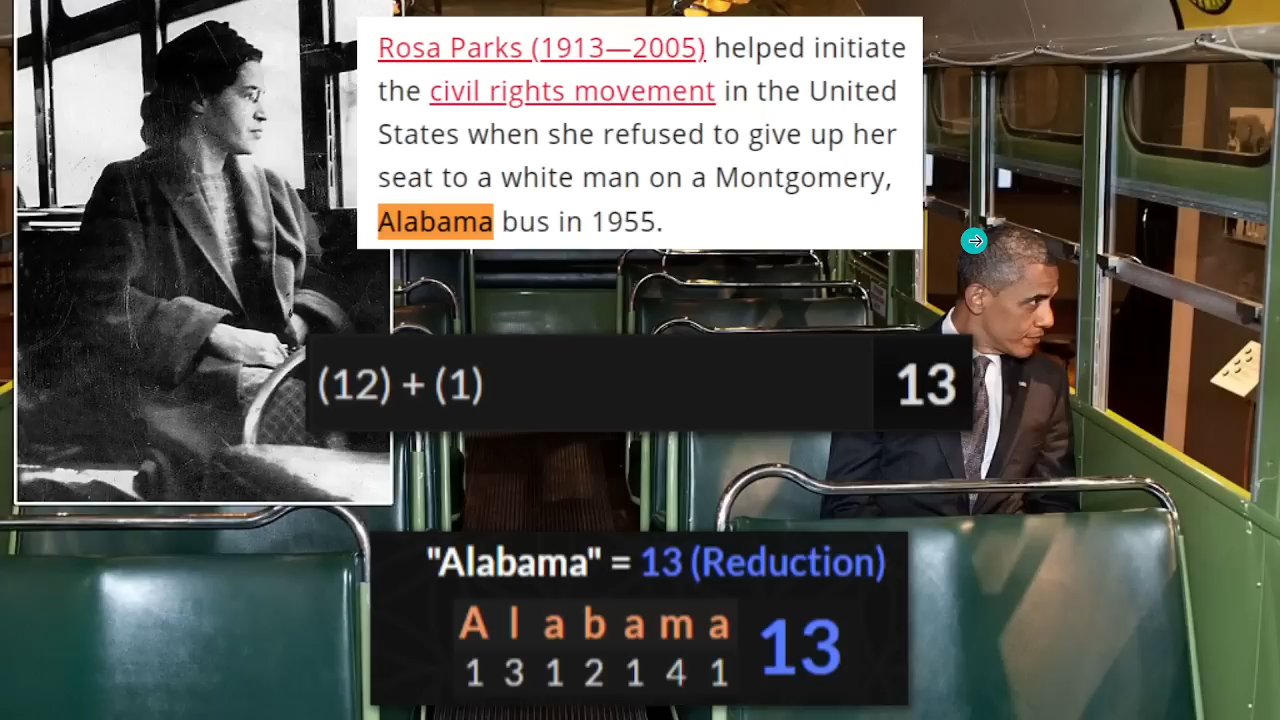 Rosa Parks (1913—2005) helped initiate
the civil rights movement in the United
States when she refused to give up her
seat to a white man on a Montgomery,
Alabama bus in 1955.
(12) + (1) 13
"Alabama" = 13 (Reduction)
A l a b a m a
1 3 1 2 1 4 1 13